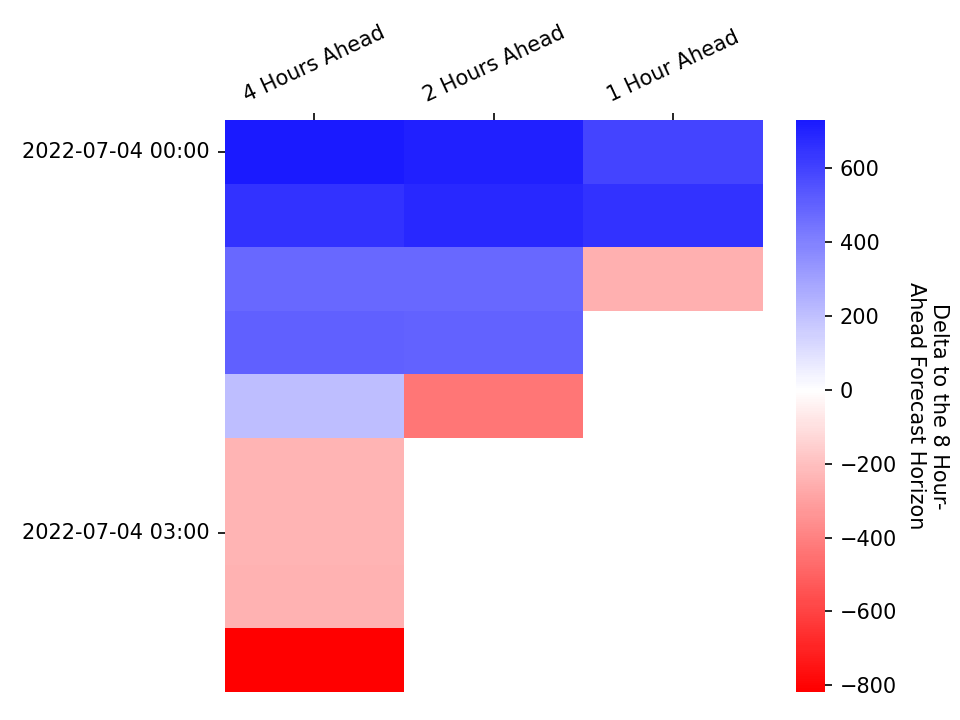 4 Hours Ahead
2 Hours Ahead
1 Hour Ahead
2022-07-04 00:00
2022-07-04 03:00
600
400
200
0
−200
−400
−600
−800
Delta to the 8 Hour-
Ahead Forecast Horizon